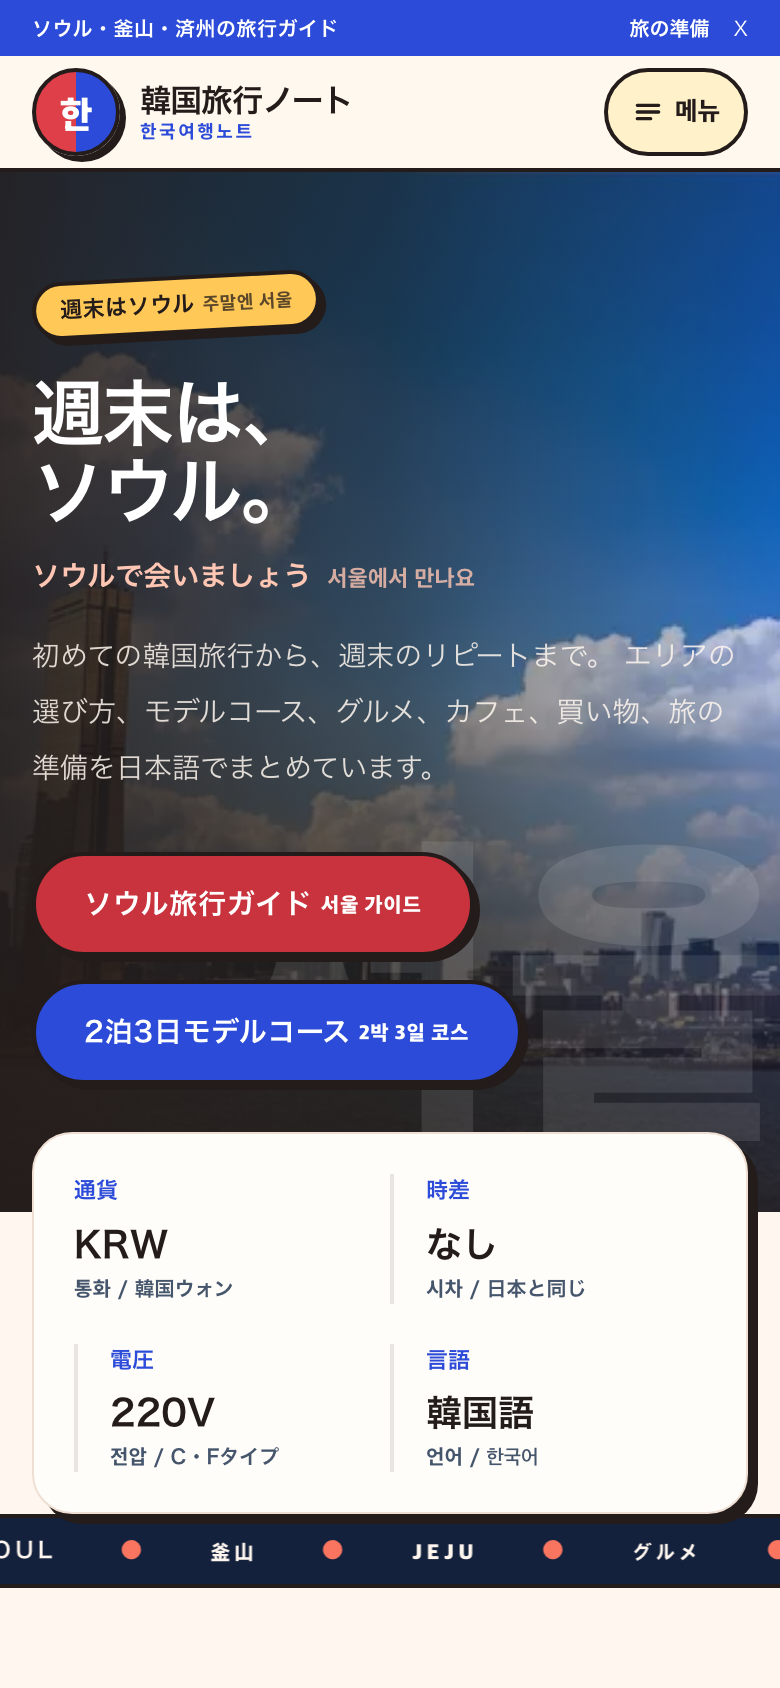 ソウル・釜山・済州の旅行ガイド 旅の準備 X
한 韓国旅行ノート
한국여행노트
메뉴
週末はソウル 주말엔 서울
週末は、
ソウル。
ソウルで会いましょう 서울에서 만나요
初めての韓国旅行から、週末のリピートまで。 エリアの
選び方、モデルコース、グルメ、カフェ、買い物、旅の
準備を日本語でまとめています。
서울
ソウル旅行ガイド 서울 가이드
2泊3日モデルコース 2박 3일 코스
通貨
KRW
통화 / 韓国ウォン
時差
なし
시차 / 日本と同じ
電圧
220V
전압 / C・Fタイプ
言語
韓国語
언어 / 한국어
OUL 釜山 JEJU グルメ